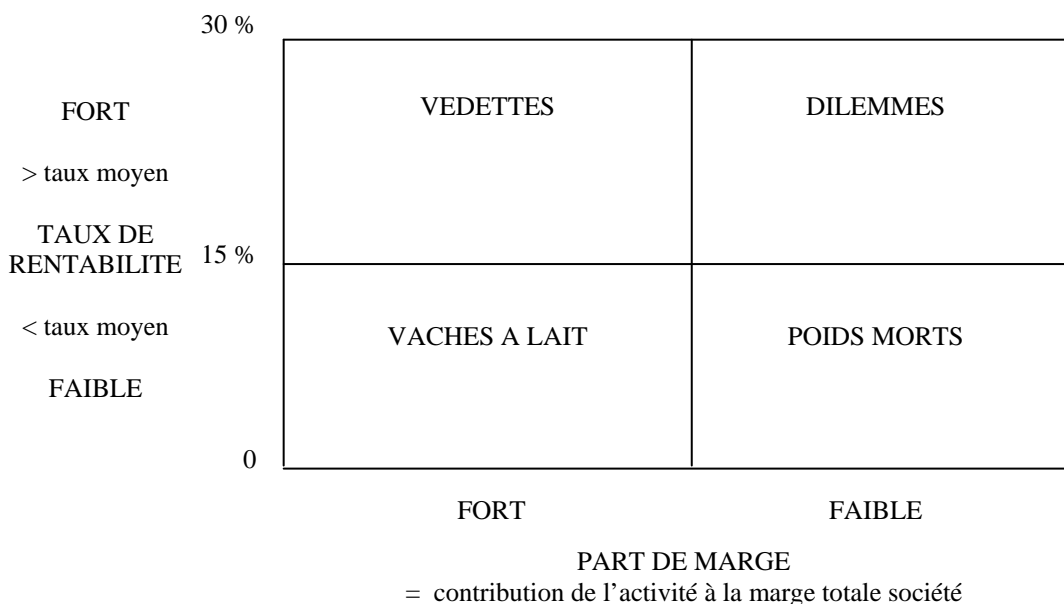 30 %
FORT
VEDETTES
DILEMMES
> taux moyen
TAUX DE
RENTABILITE
15 %
< taux moyen
VACHES A LAIT
POIDS MORTS
FAIBLE
0
FORT
FAIBLE
PART DE MARGE
= contribution de l’activité à la marge totale société